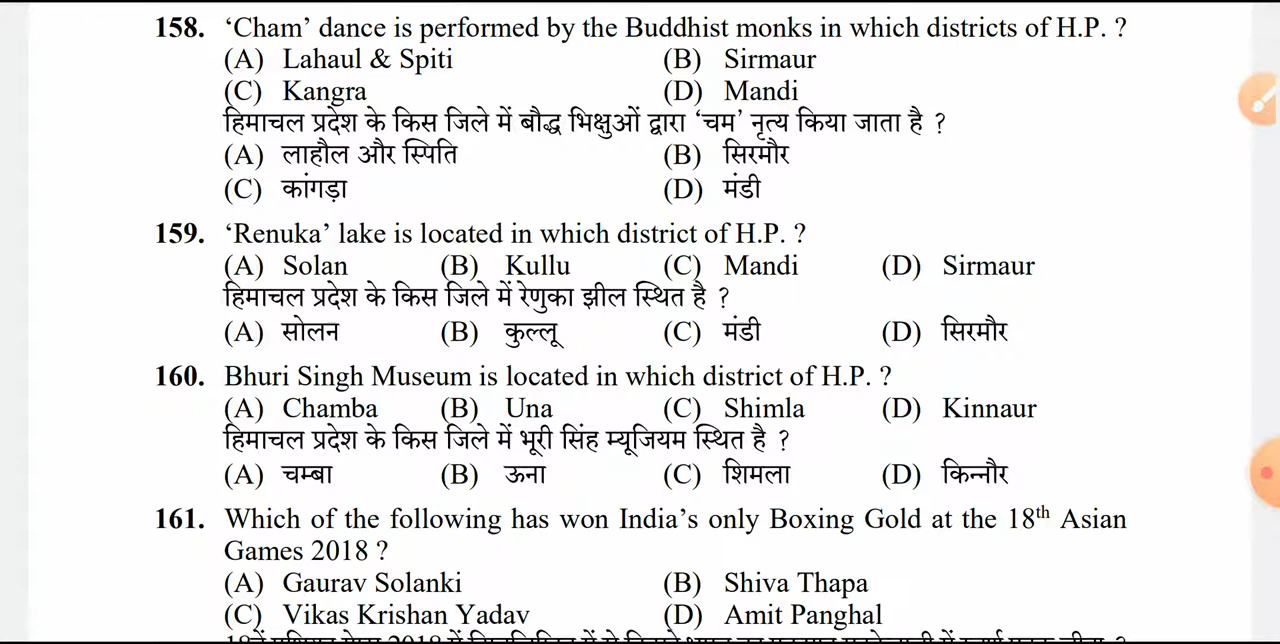 158. ‘Cham’ dance is performed by the Buddhist monks in which districts of H.P. ?
(A) Lahaul & Spiti (B) Sirmaur
(C) Kangra (D) Mandi
हिमाचल प्रदेश के किस जिले में बौद्ध भिक्षुओं द्वारा ‘चम’ नृत्य किया जाता है ?
(A) लाहौल और स्पिति (B) सिरमौर
(C) कांगड़ा (D) मंडी
159. ‘Renuka’ lake is located in which district of H.P. ?
(A) Solan (B) Kullu (C) Mandi (D) Sirmaur
हिमाचल प्रदेश के किस जिले में रेणुका झील स्थित है ?
(A) सोलन (B) कुल्लू (C) मंडी (D) सिरमौर
160. Bhuri Singh Museum is located in which district of H.P. ?
(A) Chamba (B) Una (C) Shimla (D) Kinnaur
हिमाचल प्रदेश के किस जिले में भूरी सिंह म्यूजियम स्थित है ?
(A) चम्बा (B) ऊना (C) शिमला (D) किन्नौर
161. Which of the following has won India’s only Boxing Gold at the 18th Asian
Games 2018 ?
(A) Gaurav Solanki (B) Shiva Thapa
(C) Vikas Krishan Yadav (D) Amit Panghal